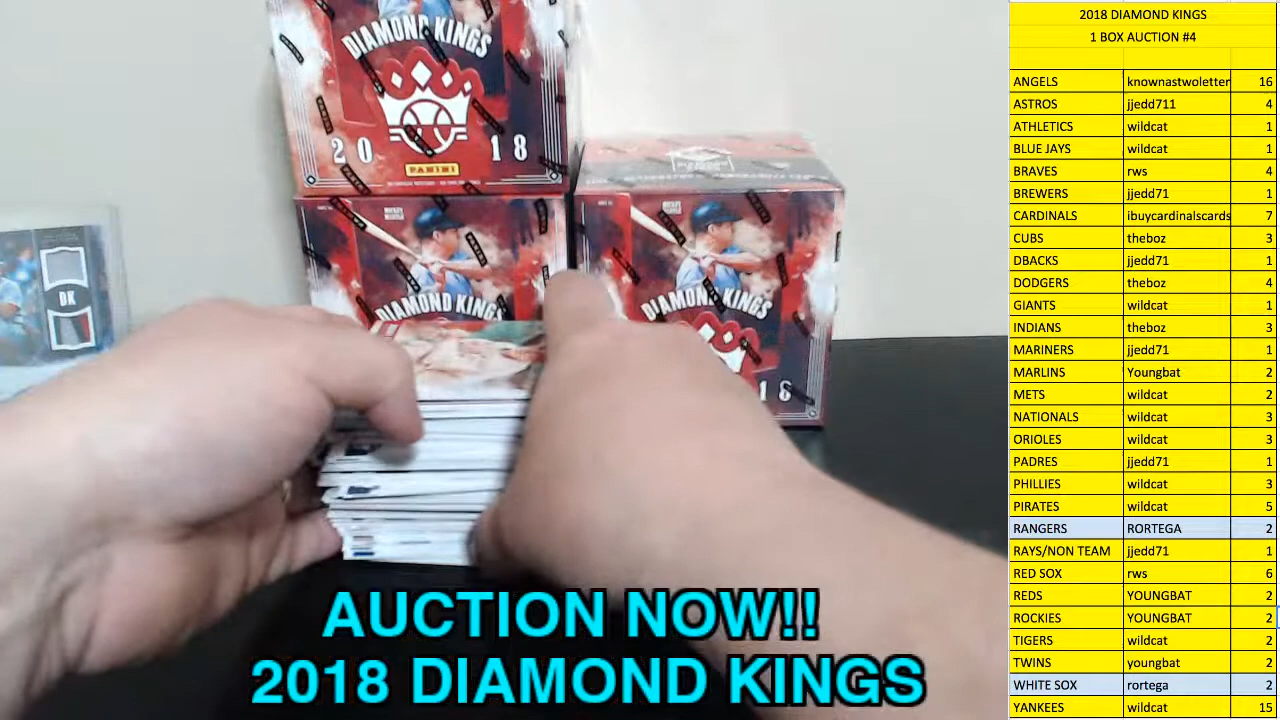 DIAMOND KINGS
20 18
PANINI
DIAMOND KINGS
DIAMOND KINGS
18
DK
AUCTION NOW!!
2018 DIAMOND KINGS
2018 DIAMOND KINGS
1 BOX AUCTION #4
ANGELS knownastwoletter 16
ASTROS jjedd711 4
ATHLETICS wildcat 1
BLUE JAYS wildcat 1
BRAVES rws 4
BREWERS jjedd71 1
CARDINALS ibuycardinalscards 7
CUBS theboz 3
DBACKS jjedd71 1
DODGERS theboz 4
GIANTS wildcat 1
INDIANS theboz 3
MARINERS jjedd71 1
MARLINS Youngbat 2
METS wildcat 2
NATIONALS wildcat 3
ORIOLES wildcat 3
PADRES jjedd71 1
PHILLIES wildcat 3
PIRATES wildcat 5
RANGERS RORTEGA 2
RAYS/NON TEAM jjedd71 1
RED SOX rws 6
REDS YOUNGBAT 2
ROCKIES YOUNGBAT 2
TIGERS wildcat 2
TWINS youngbat 2
WHITE SOX rortega 2
YANKEES wildcat 15